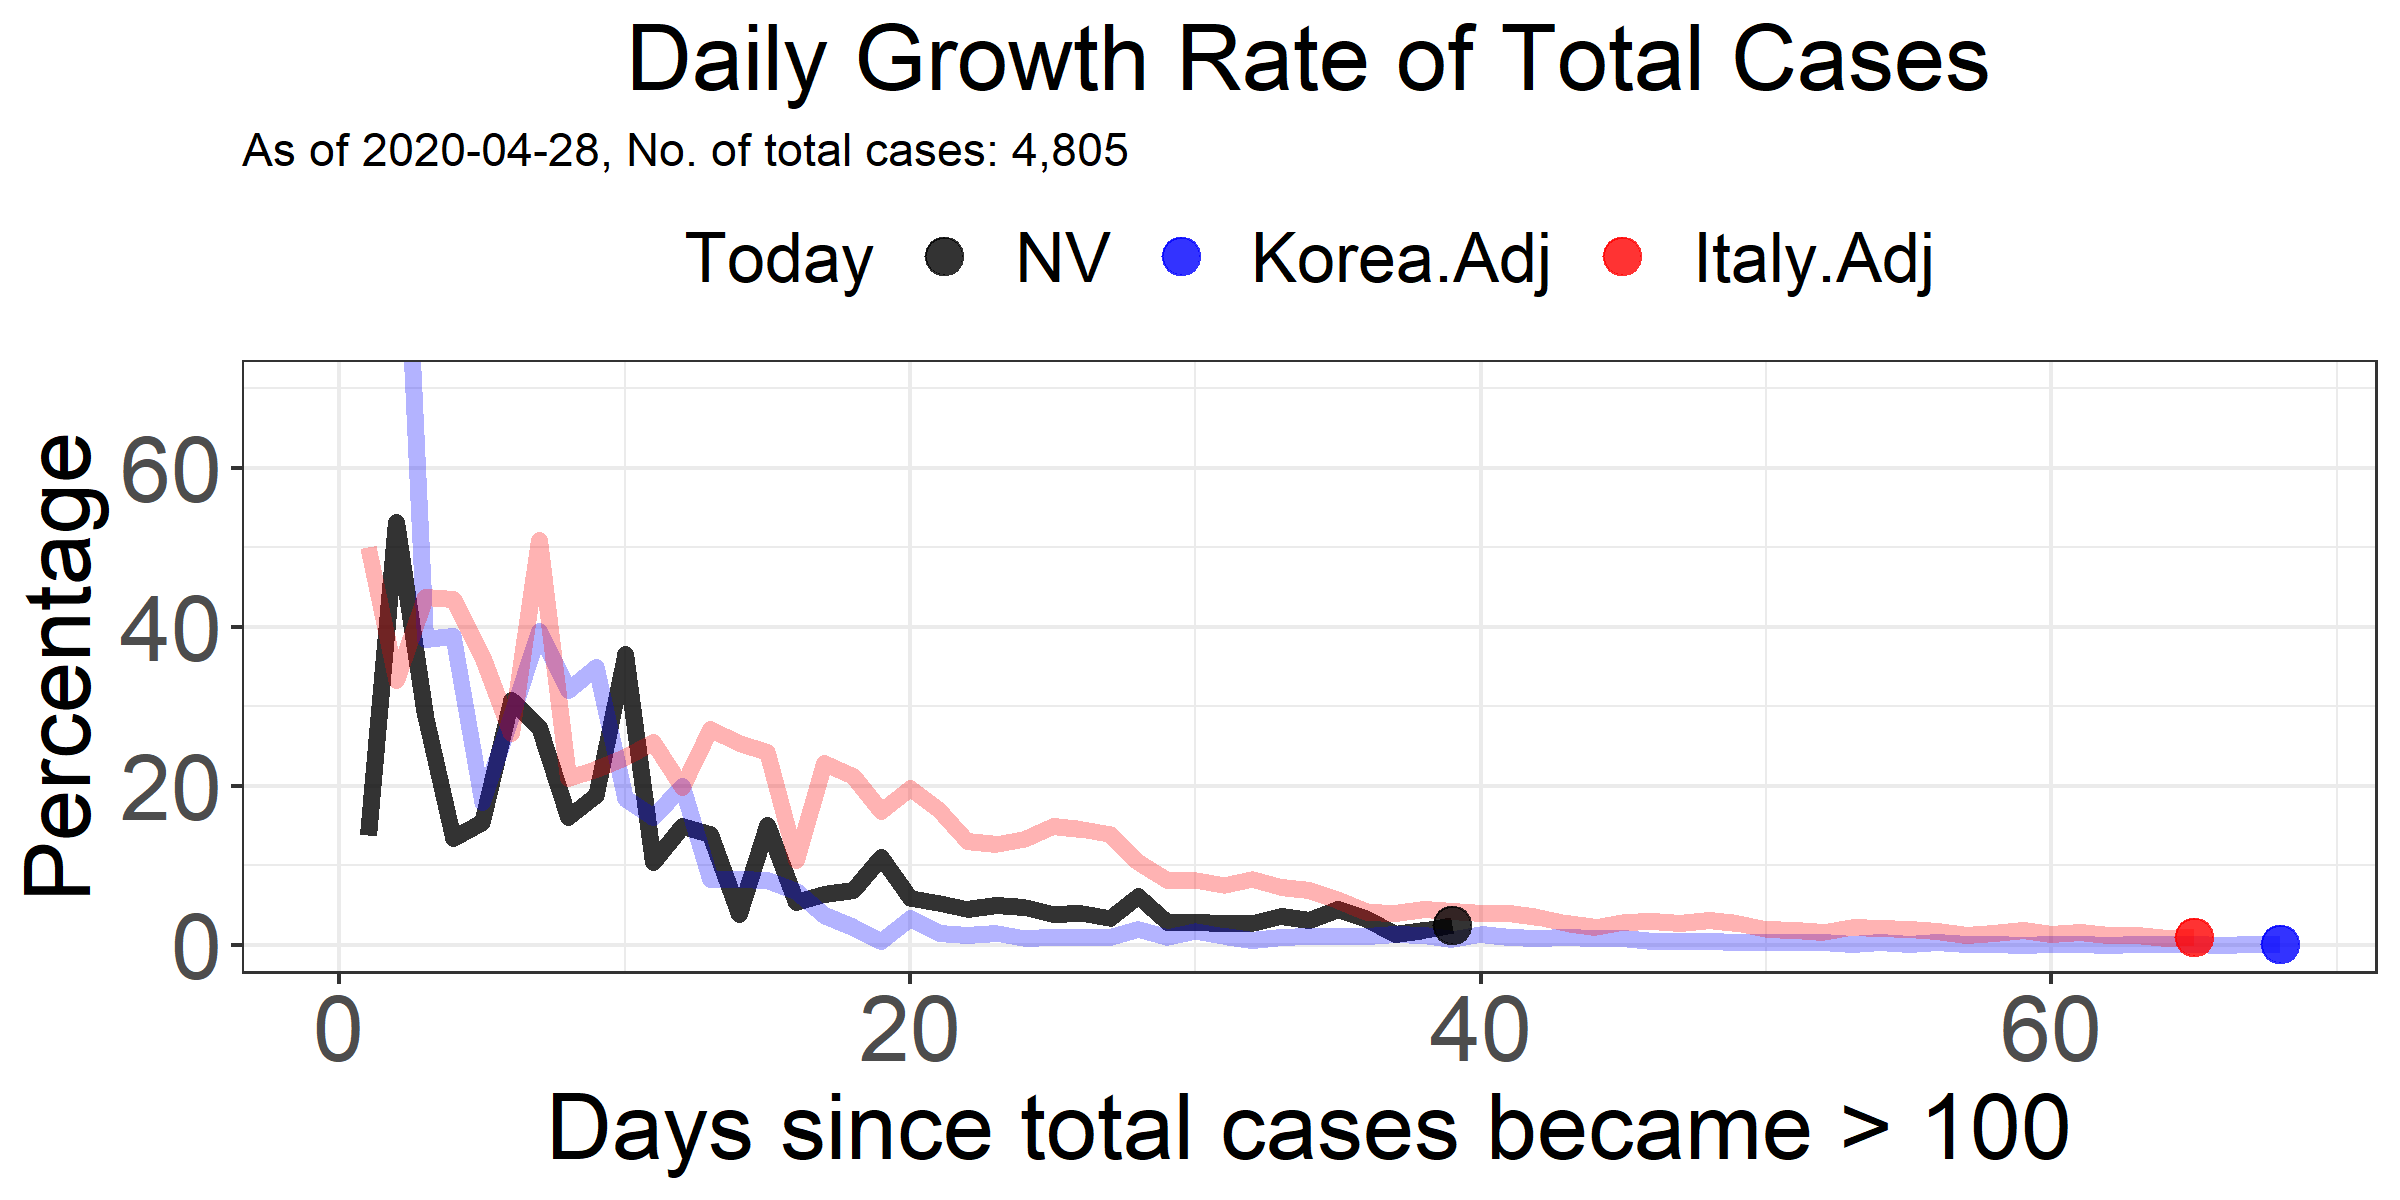 Daily Growth Rate of Total Cases
As of 2020-04-28, No. of total cases: 4,805
Today NV Korea.Adj Italy.Adj
Percentage
60
40
20
0
0 20 40 60
Days since total cases became > 100